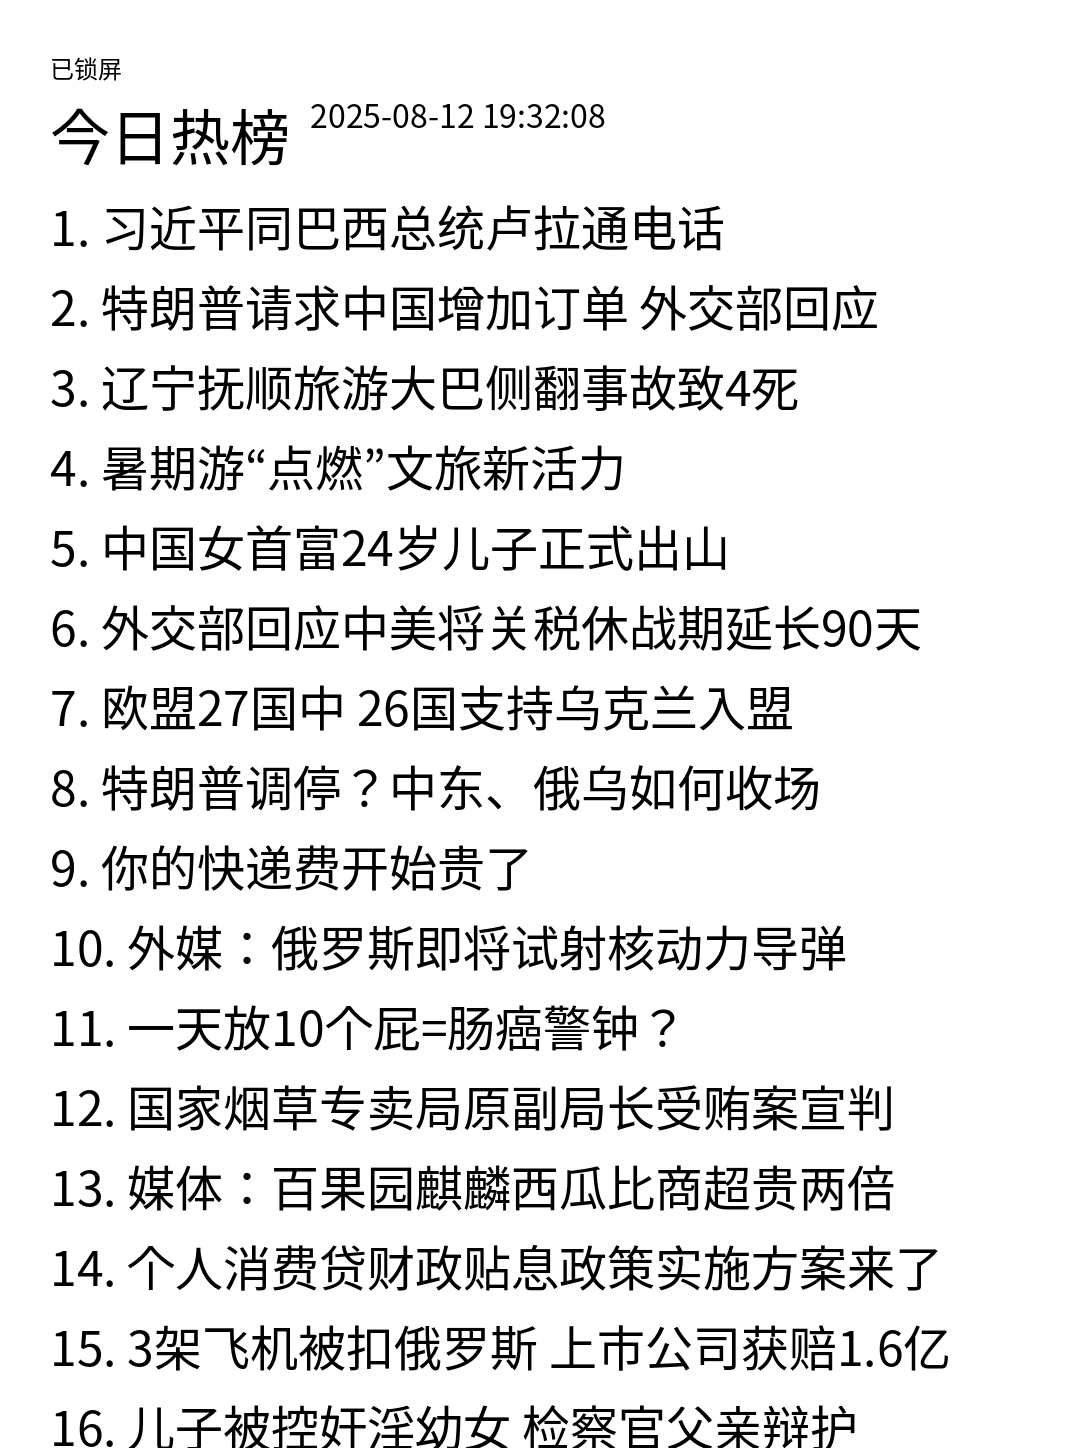 已锁屏
今日热榜 2025-08-12 19:32:08
1. 习近平同巴西总统卢拉通电话
2. 特朗普请求中国增加订单 外交部回应
3. 辽宁抚顺旅游大巴侧翻事故致4死
4. 暑期游“点燃”文旅新活力
5. 中国女首富24岁儿子正式出山
6. 外交部回应中美将关税休战期延长90天
7. 欧盟27国中 26国支持乌克兰入盟
8. 特朗普调停？中东、俄乌如何收场
9. 你的快递费开始贵了
10. 外媒：俄罗斯即将试射核动力导弹
11. 一天放10个屁=肠癌警钟？
12. 国家烟草专卖局原副局长受贿案宣判
13. 媒体：百果园麒麟西瓜比商超贵两倍
14. 个人消费贷财政贴息政策实施方案来了
15. 3架飞机被扣俄罗斯 上市公司获赔1.6亿
16. 儿子被控奸淫幼女 检察官父亲辩护